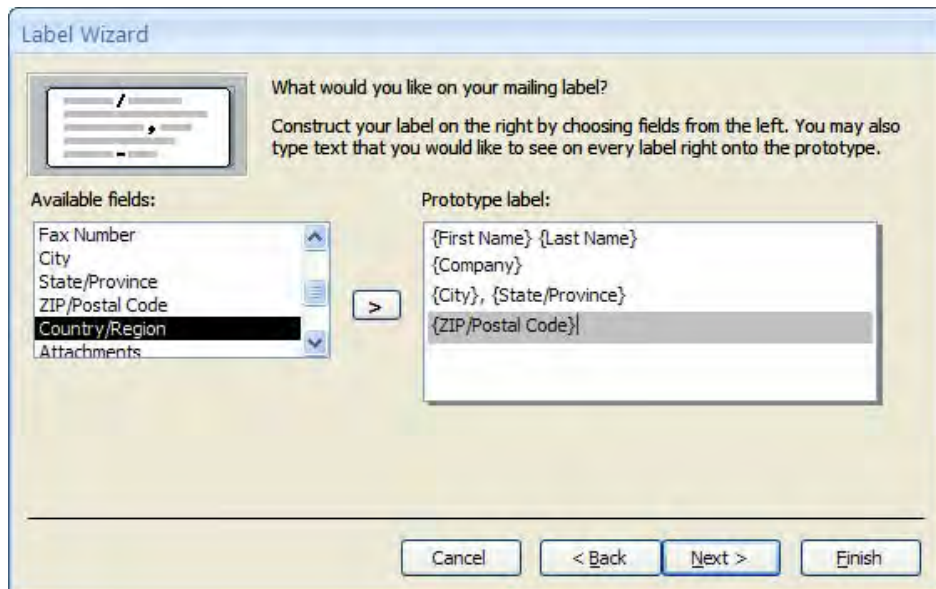 Label Wizard
What would you like on your mailing label?
Construct your label on the right by choosing fields from the left. You may also
type text that you would like to see on every label right onto the prototype.
Available fields:
Fax Number
City
State/Province
ZIP/Postal Code
Country/Region
Attachments
>
Prototype label:
{First Name} {Last Name}
{Company}
{City}, {State/Province}
{ZIP/Postal Code}
Cancel
< Back
Next >
Finish